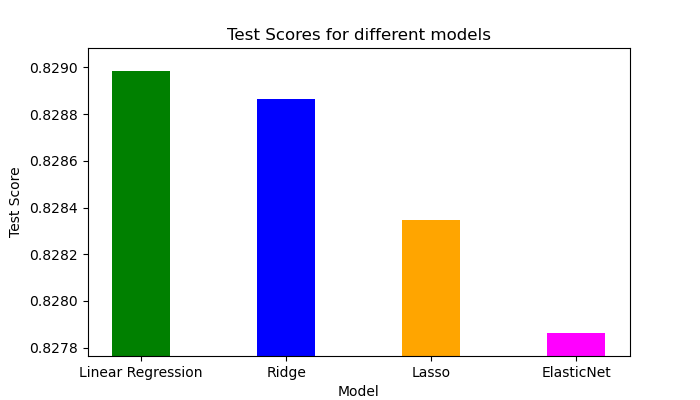 Test Scores for different models
Test Score
0.8290
0.8288
0.8286
0.8284
0.8282
0.8280
0.8278
Linear Regression Ridge Lasso ElasticNet
Model